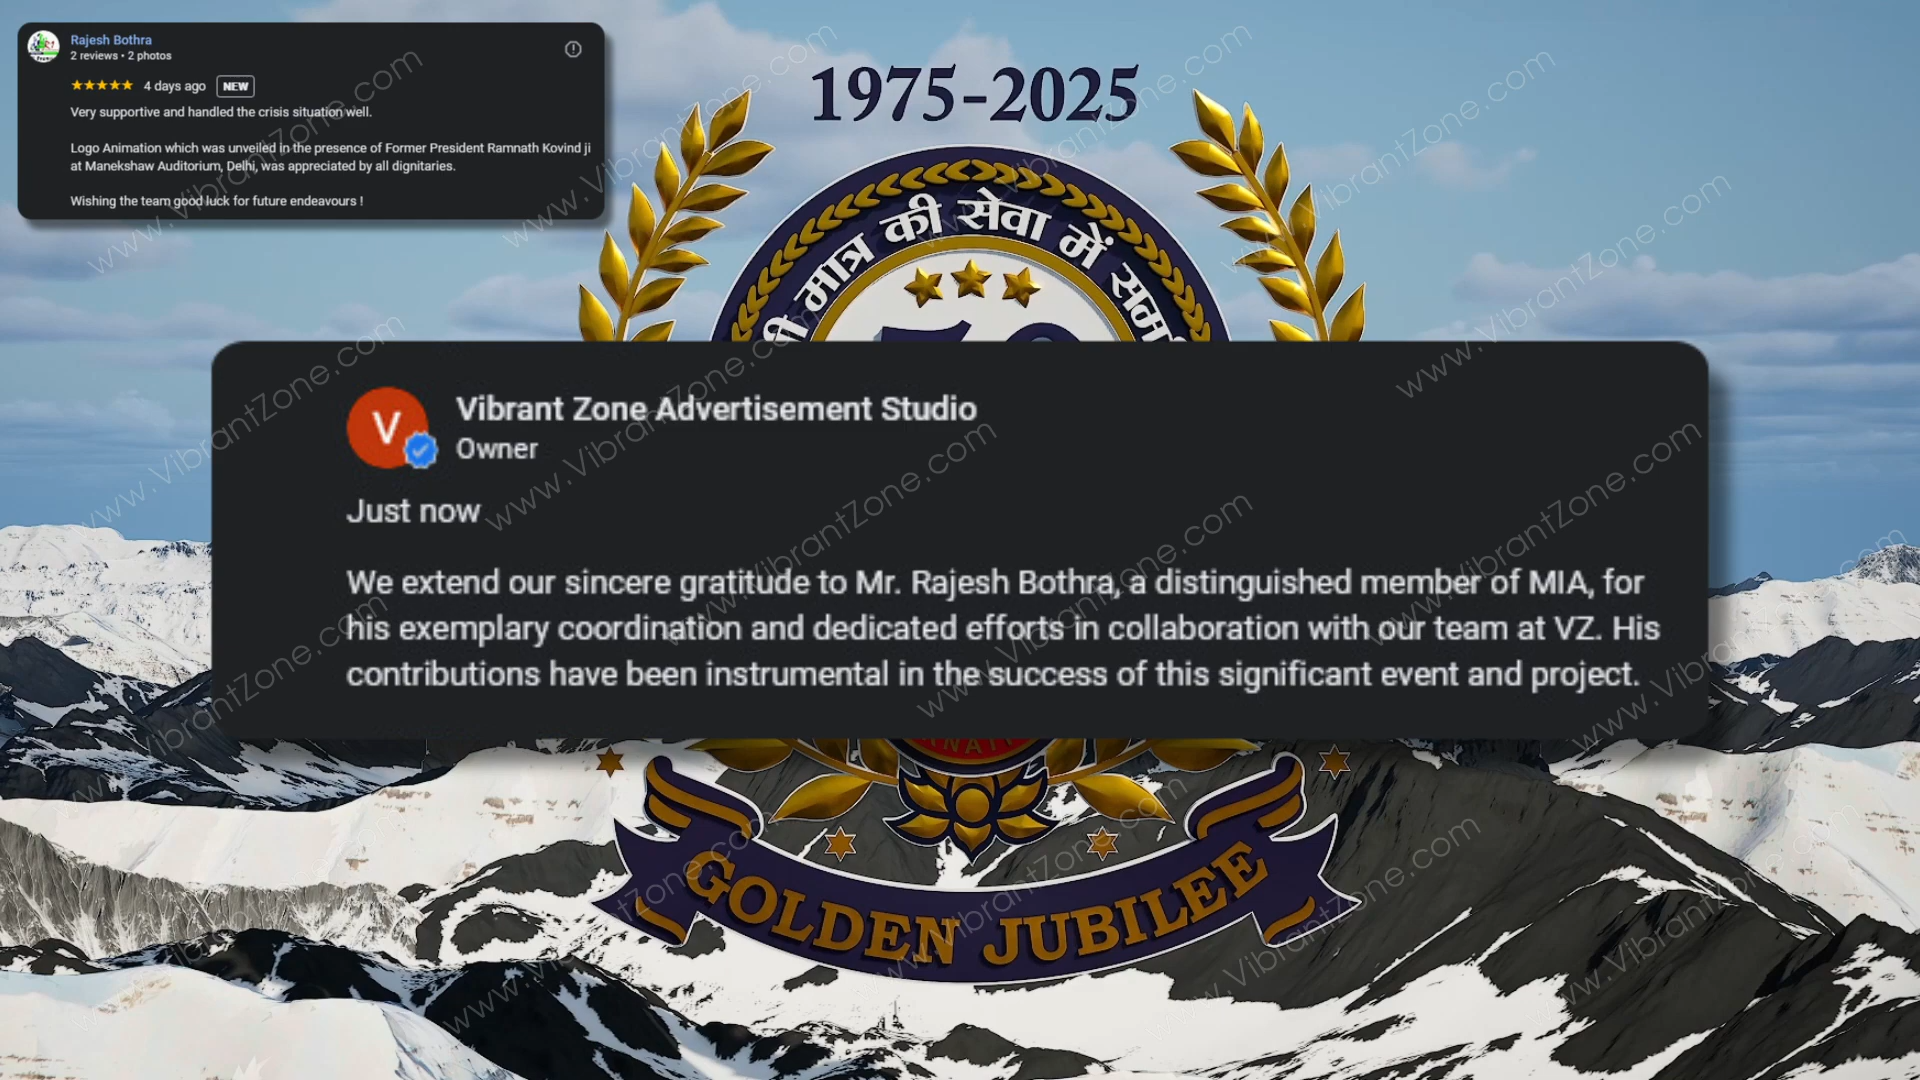 Rajesh Bothra
2 reviews • 2 photos
4 days ago NEW
Very supportive and handled the crisis situation well.
Logo Animation which was unveiled in the presence of Former President Ramnath Kovind ji
at Manekshaw Auditorium, Delhi, was appreciated by all dignitaries.
Wishing the team good luck for future endeavours !
1975-2025
मात्र की सेवा में
V
Vibrant Zone Advertisement Studio
Owner
Just now
We extend our sincere gratitude to Mr. Rajesh Bothra, a distinguished member of MIA, for
his exemplary coordination and dedicated efforts in collaboration with our team at VZ. His
contributions have been instrumental in the success of this significant event and project.
GOLDEN JUBILEE
www.VibrantZone.com